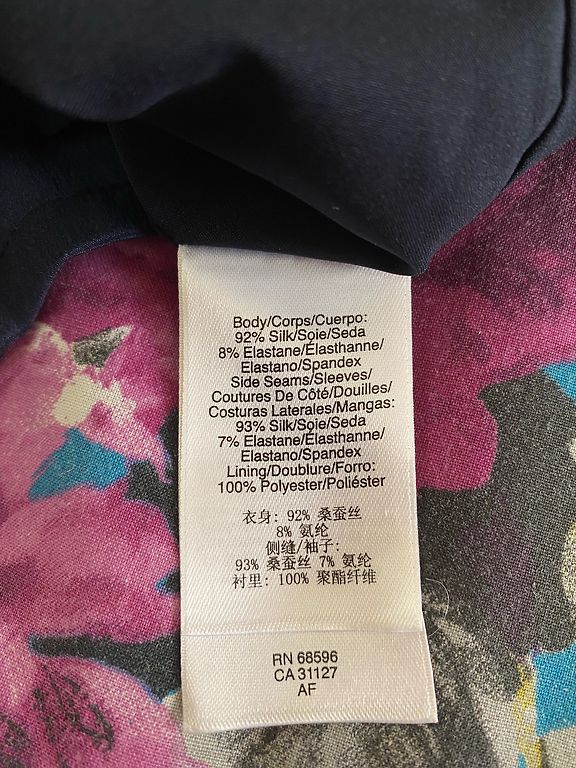 Body/Corps/Cuerpo:
92% Silk/Soie/Seda
8% Elastane/Élasthanne/
Elastano/Spandex
Side Seams/Sleeves/
Coutures De Côté/Douilles/
Costuras Laterales/Mangas:
93% Silk/Soie/Seda
7% Elastane/Élasthanne/
Elastano/Spandex
Lining/Doublure/Forro:
100% Polyester/Poliéster
衣身: 92% 桑蚕丝
8% 氨纶
侧缝/袖子:
93% 桑蚕丝 7% 氨纶
衬里: 100% 聚酯纤维
RN 68596
CA 31127
AF